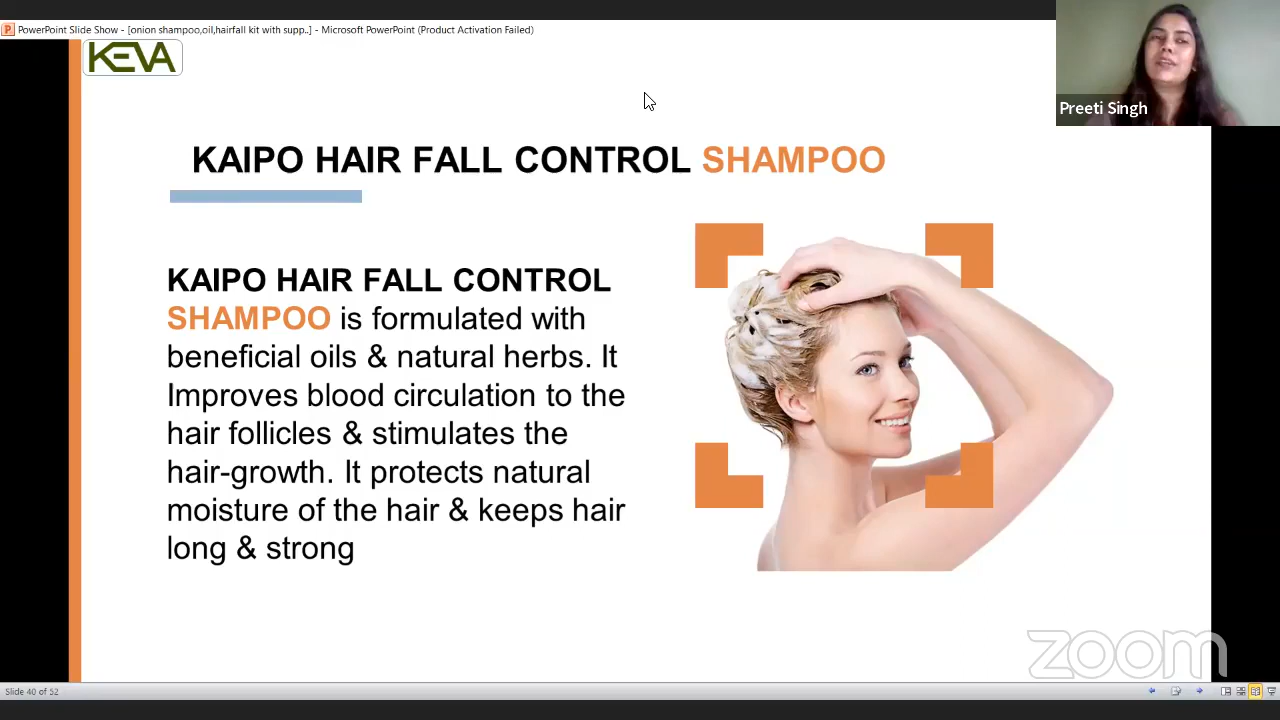 PowerPoint Slide Show - [onion shampoo,oil,hairfall kit with supp..] - Microsoft PowerPoint (Product Activation Failed)
KEVA
Preeti Singh
KAIPO HAIR FALL CONTROL SHAMPOO
KAIPO HAIR FALL CONTROL
SHAMPOO is formulated with
beneficial oils & natural herbs. It
Improves blood circulation to the
hair follicles & stimulates the
hair-growth. It protects natural
moisture of the hair & keeps hair
long & strong
zoom
Slide 40 of 52